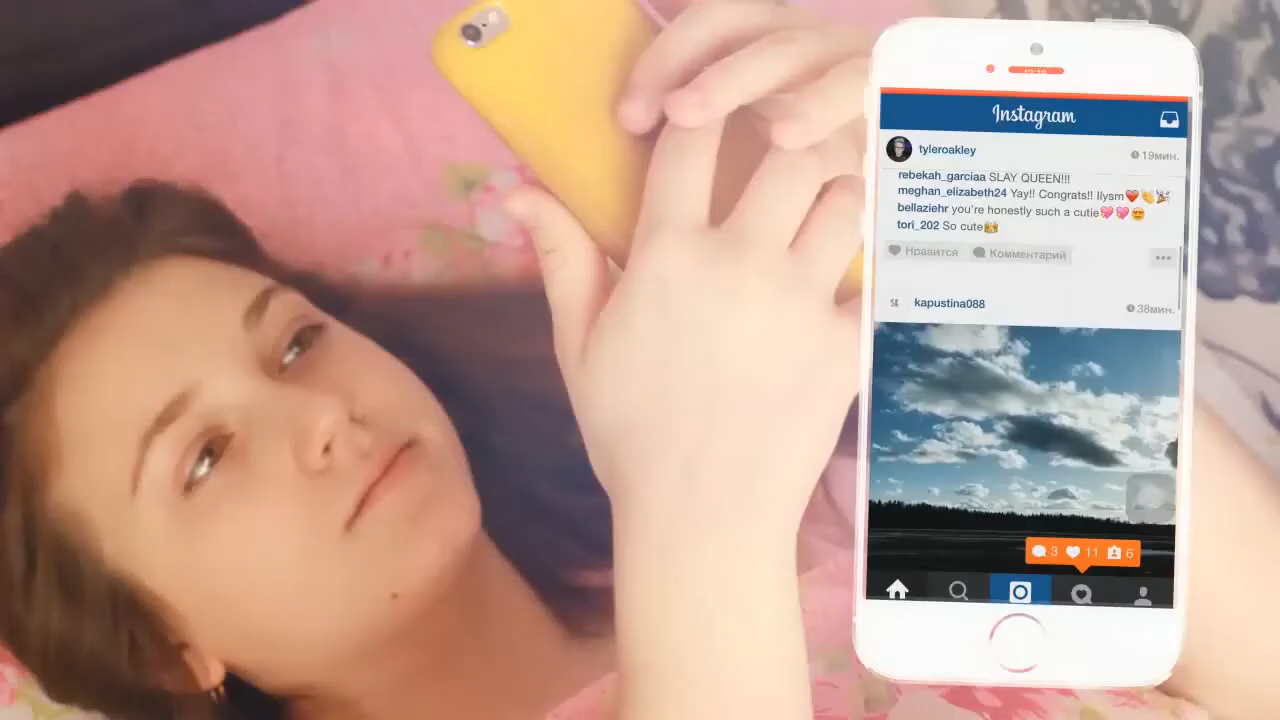 Instagram
tyleroakley 19мин.
rebekah_garciaa SLAY QUEEN!!!
meghan_elizabeth24 Yay!! Congrats!! Ilysm❤️👏🎉
bellaziehr you're honestly such a cutie💖💖😍
tori_202 So cute
Нравится Комментарий
kapustina088 38мин.
3 11 6